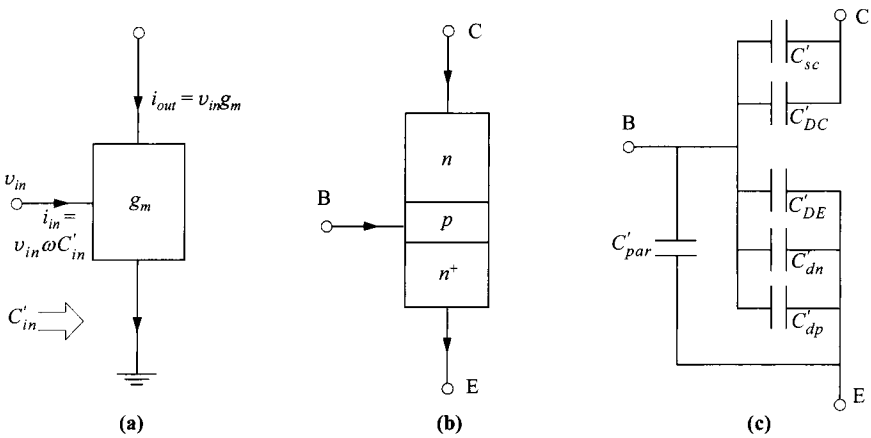 i_out = v_in g_m
v_in
g_m
i_in =
v_in ωC'_in
C'_in
(a)
C
n
B
p
n⁺
E
(b)
C
C'_sc
C'_DC
B
C'_DE
C'_par
C'_dn
C'_dp
E
(c)